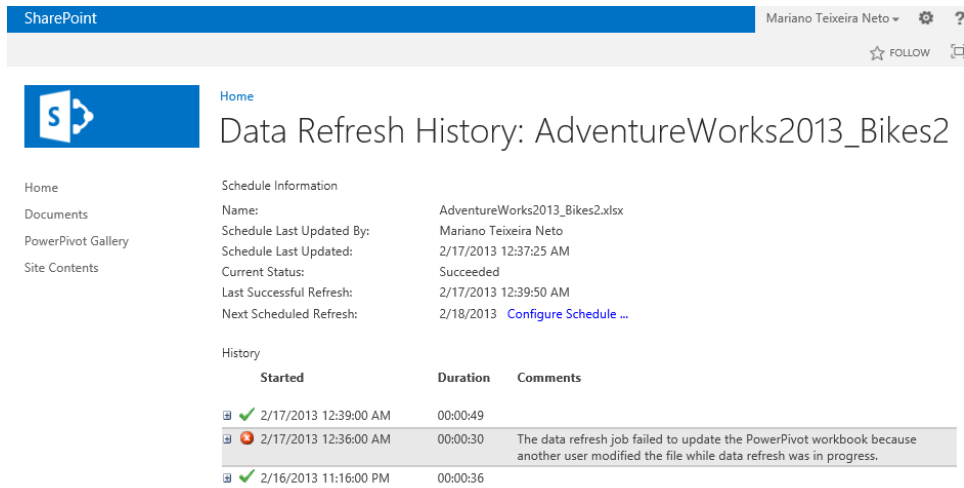 SharePoint
Mariano Teixeira Neto
?
FOLLOW
S
Home
Data Refresh History: AdventureWorks2013_Bikes2
Home
Documents
PowerPivot Gallery
Site Contents
Schedule Information
Name: AdventureWorks2013_Bikes2.xlsx
Schedule Last Updated By: Mariano Teixeira Neto
Schedule Last Updated: 2/17/2013 12:37:25 AM
Current Status: Succeeded
Last Successful Refresh: 2/17/2013 12:39:50 AM
Next Scheduled Refresh: 2/18/2013 Configure Schedule ...
History
Started Duration Comments
2/17/2013 12:39:00 AM 00:00:49
2/17/2013 12:36:00 AM 00:00:30 The data refresh job failed to update the PowerPivot workbook because
another user modified the file while data refresh was in progress.
2/16/2013 11:16:00 PM 00:00:36